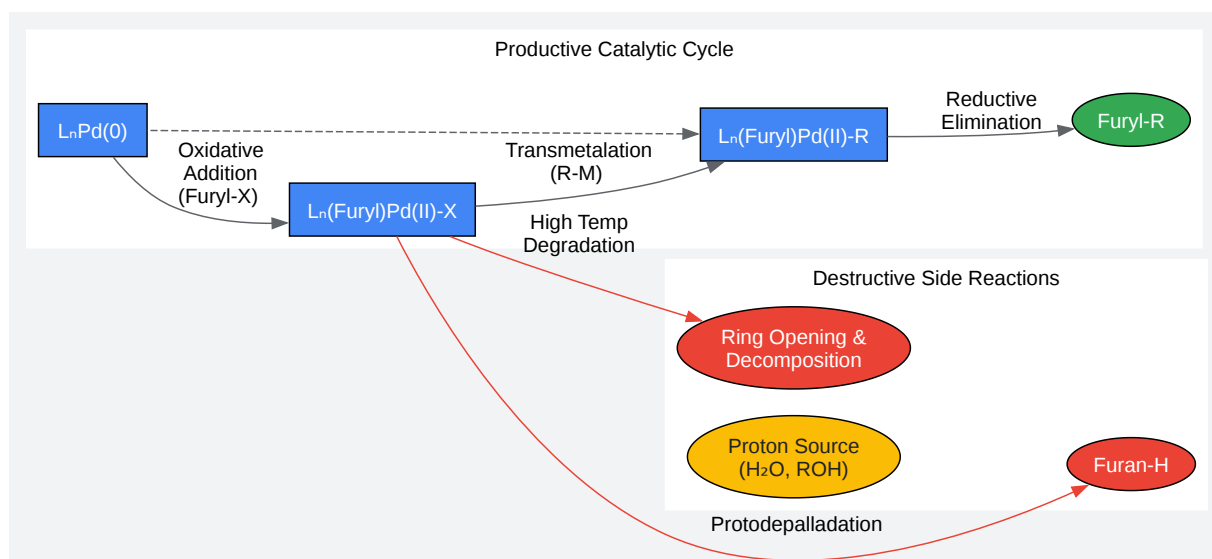 Productive Catalytic Cycle
LₙPd(0)
Oxidative
Addition
(Furyl-X)
Lₙ(Furyl)Pd(II)-X
Transmetalation
(R-M)
Lₙ(Furyl)Pd(II)-R
Reductive
Elimination
Furyl-R
High Temp
Degradation
Destructive Side Reactions
Ring Opening &
Decomposition
Proton Source
(H₂O, ROH)
Furan-H
Protodepalladation